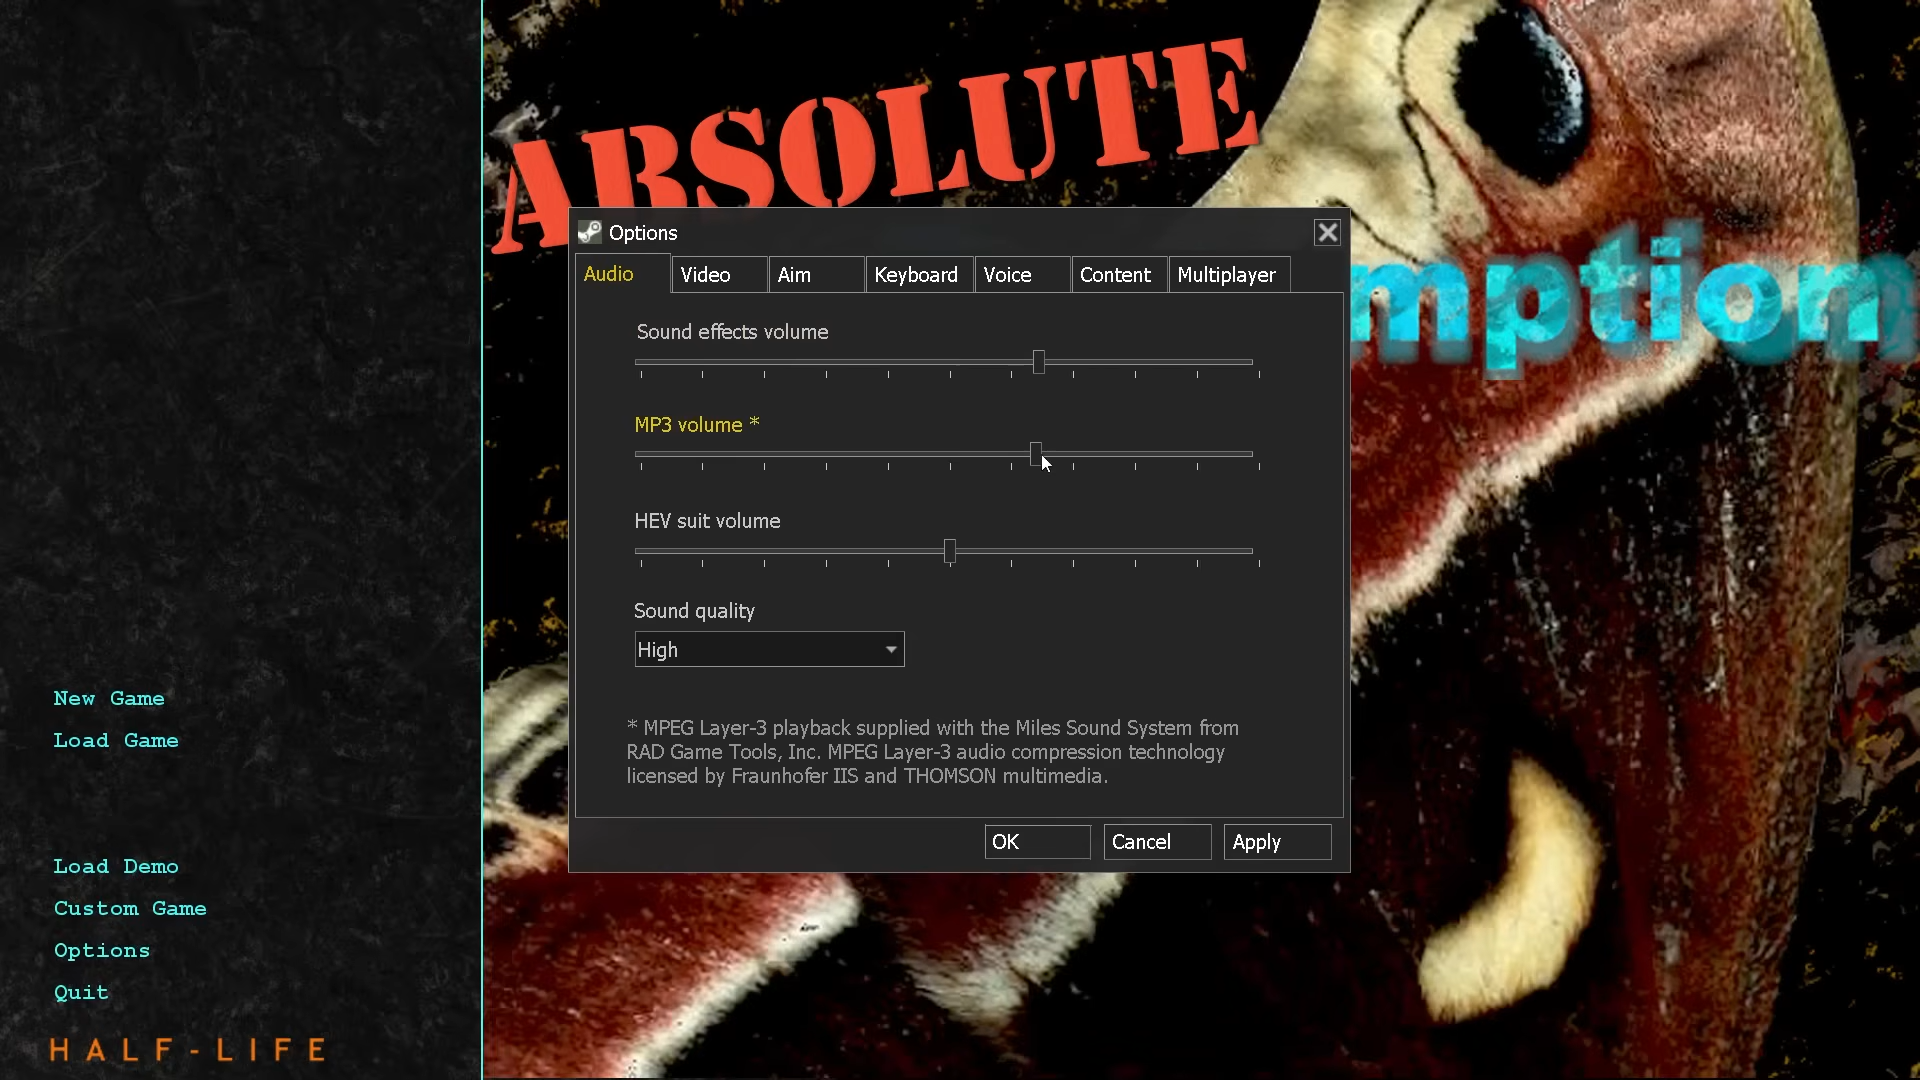 ABSOLUTE
mption
Options
Audio
Video
Aim
Keyboard
Voice
Content
Multiplayer
Sound effects volume
MP3 volume *
HEV suit volume
Sound quality
High
* MPEG Layer-3 playback supplied with the Miles Sound System from
RAD Game Tools, Inc. MPEG Layer-3 audio compression technology
licensed by Fraunhofer IIS and THOMSON multimedia.
OK
Cancel
Apply
New Game
Load Game
Load Demo
Custom Game
Options
Quit
HALF-LIFE